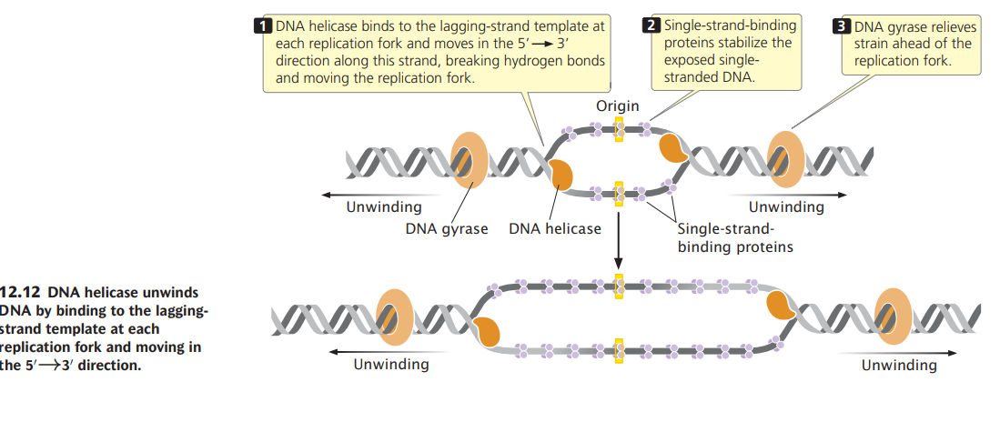 1 DNA helicase binds to the lagging-strand template at
each replication fork and moves in the 5′⟶3′
direction along this strand, breaking hydrogen bonds
and moving the replication fork.
2 Single-strand-binding
proteins stabilize the
exposed single-
stranded DNA.
3 DNA gyrase relieves
strain ahead of the
replication fork.
Origin
Unwinding
Unwinding
DNA gyrase
DNA helicase
Single-strand-
binding proteins
12.12 DNA helicase unwinds
DNA by binding to the lagging-
strand template at each
replication fork and moving in
the 5′⟶3′ direction.
Unwinding
Unwinding